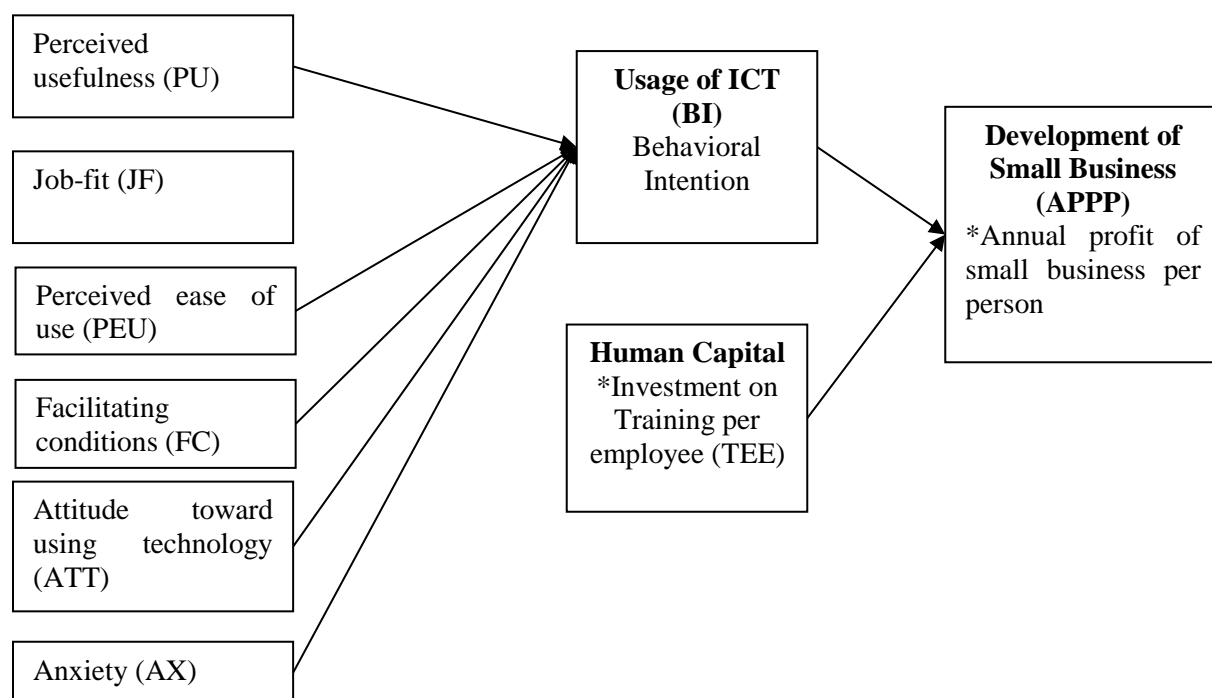 Perceived
usefulness (PU)
Job-fit (JF)
Perceived ease of
use (PEU)
Facilitating
conditions (FC)
Attitude toward
using technology
(ATT)
Anxiety (AX)
Usage of ICT
(BI)
Behavioral
Intention
Human Capital
*Investment on
Training per
employee (TEE)
Development of
Small Business
(APPP)
*Annual profit of
small business per
person